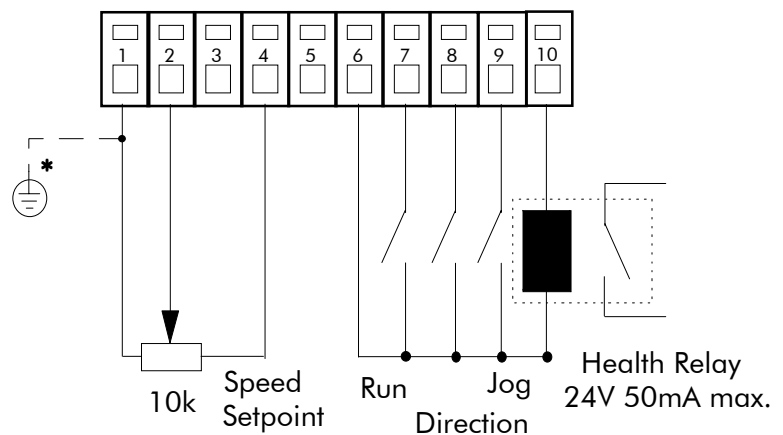 1 2 3 4 5 6 7 8 9 10
*
10k
Speed
Setpoint
Run
Jog
Direction
Health Relay
24V 50mA max.